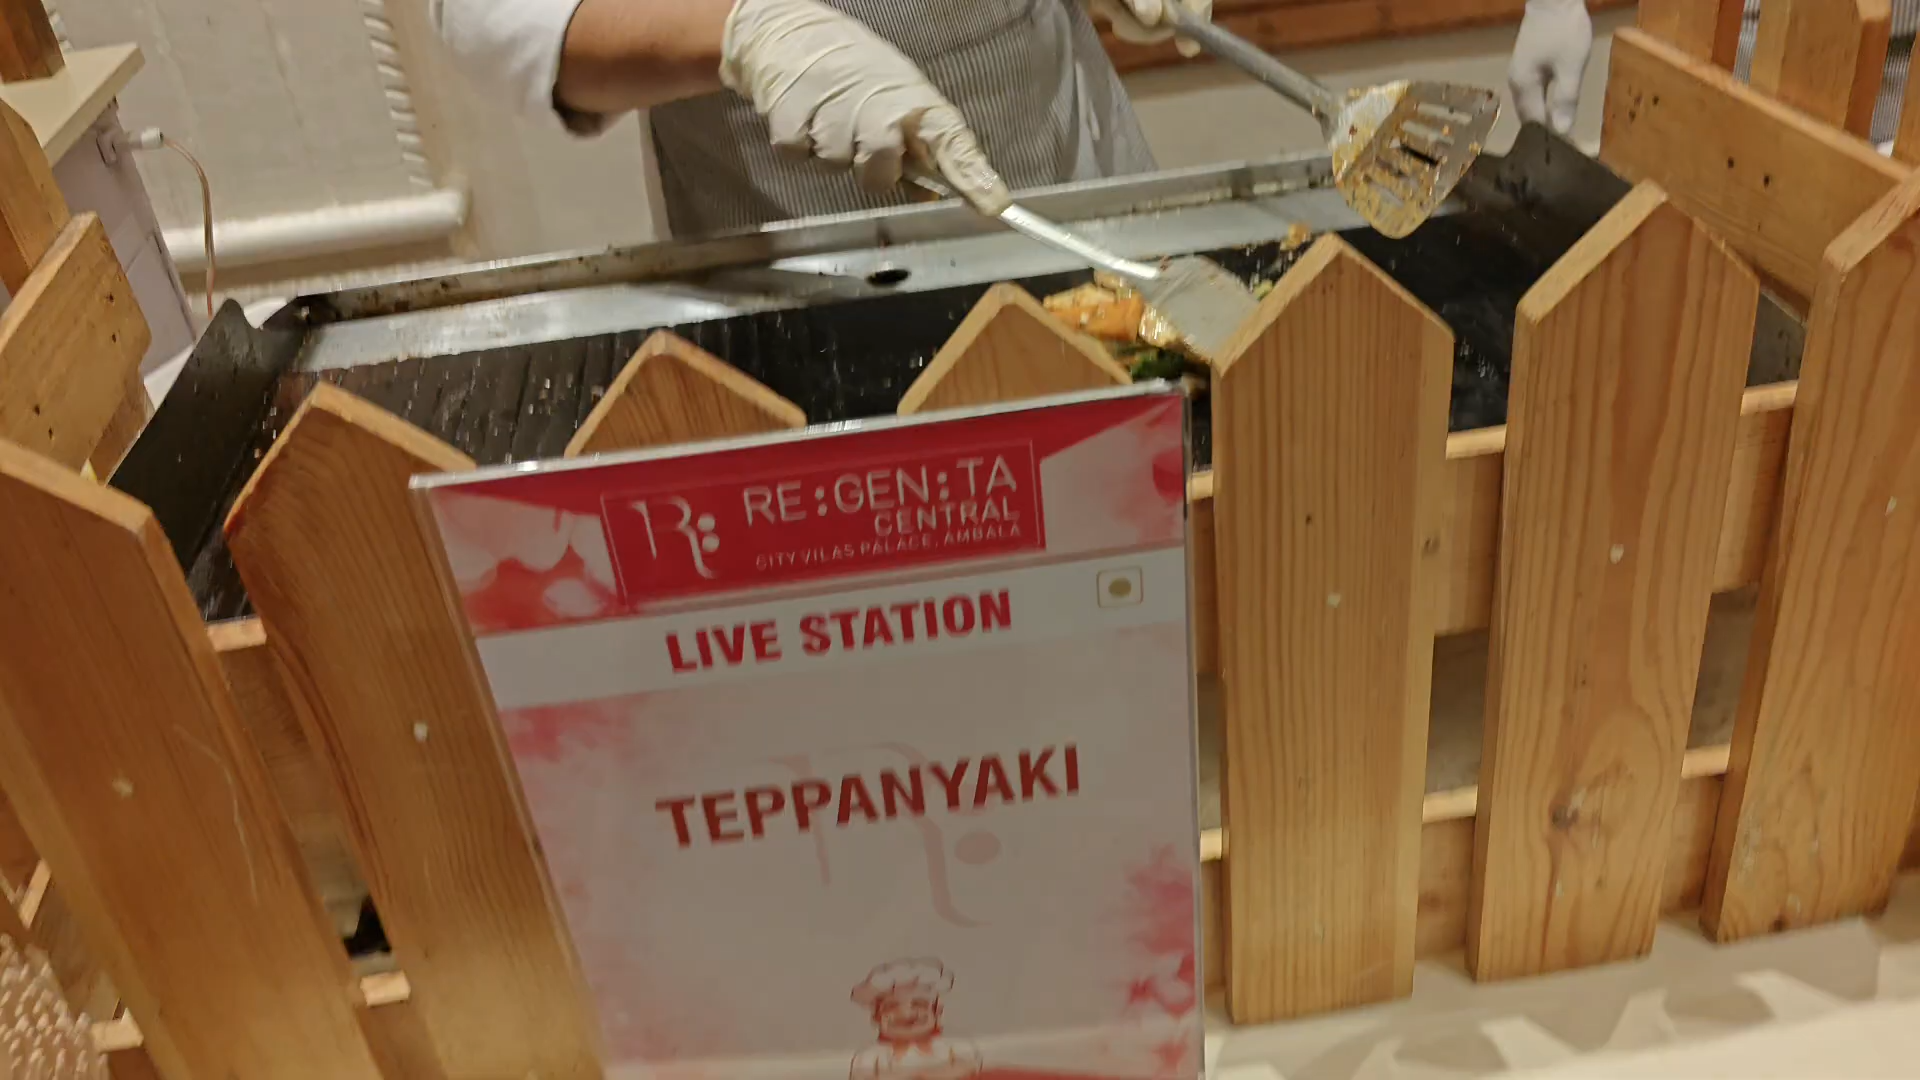 R:
RE:GEN:TA
CENTRAL
CITY VILAS PALACE, AMBALA
LIVE STATION
TEPPANYAKI